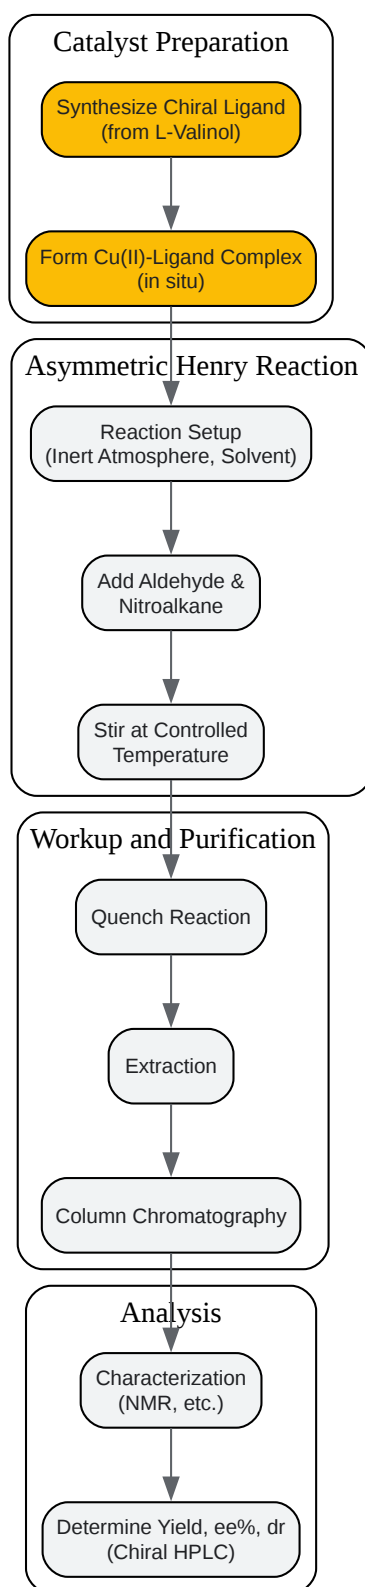 Catalyst Preparation
Synthesize Chiral Ligand
(from L-Valinol)
Form Cu(II)-Ligand Complex
(in situ)
Asymmetric Henry Reaction
Reaction Setup
(Inert Atmosphere, Solvent)
Add Aldehyde &
Nitroalkane
Stir at Controlled
Temperature
Workup and Purification
Quench Reaction
Extraction
Column Chromatography
Analysis
Characterization
(NMR, etc.)
Determine Yield, ee%, dr
(Chiral HPLC)